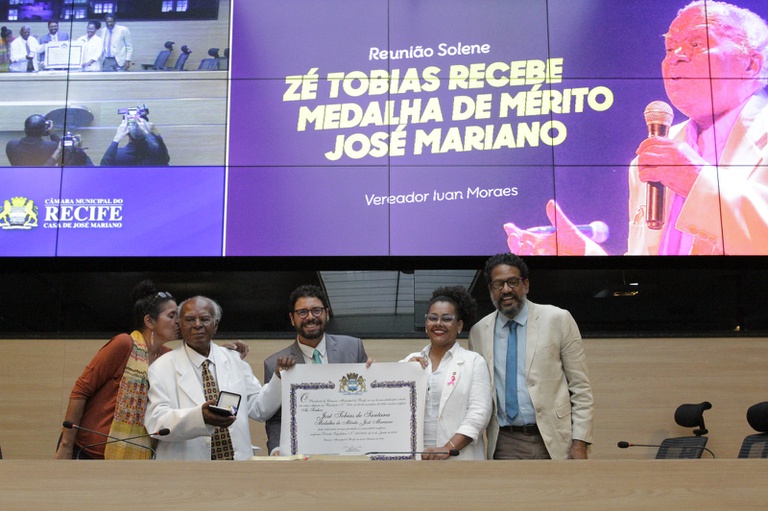 Reunião Solene
ZÉ TOBIAS RECEBE
MEDALHA DE MÉRITO
JOSÉ MARIANO
Vereador Ivan Moraes
CÂMARA MUNICIPAL DO
RECIFE
CASA DE JOSÉ MARIANO
José Tobias de Santana
Medalha de Mérito José Mariano